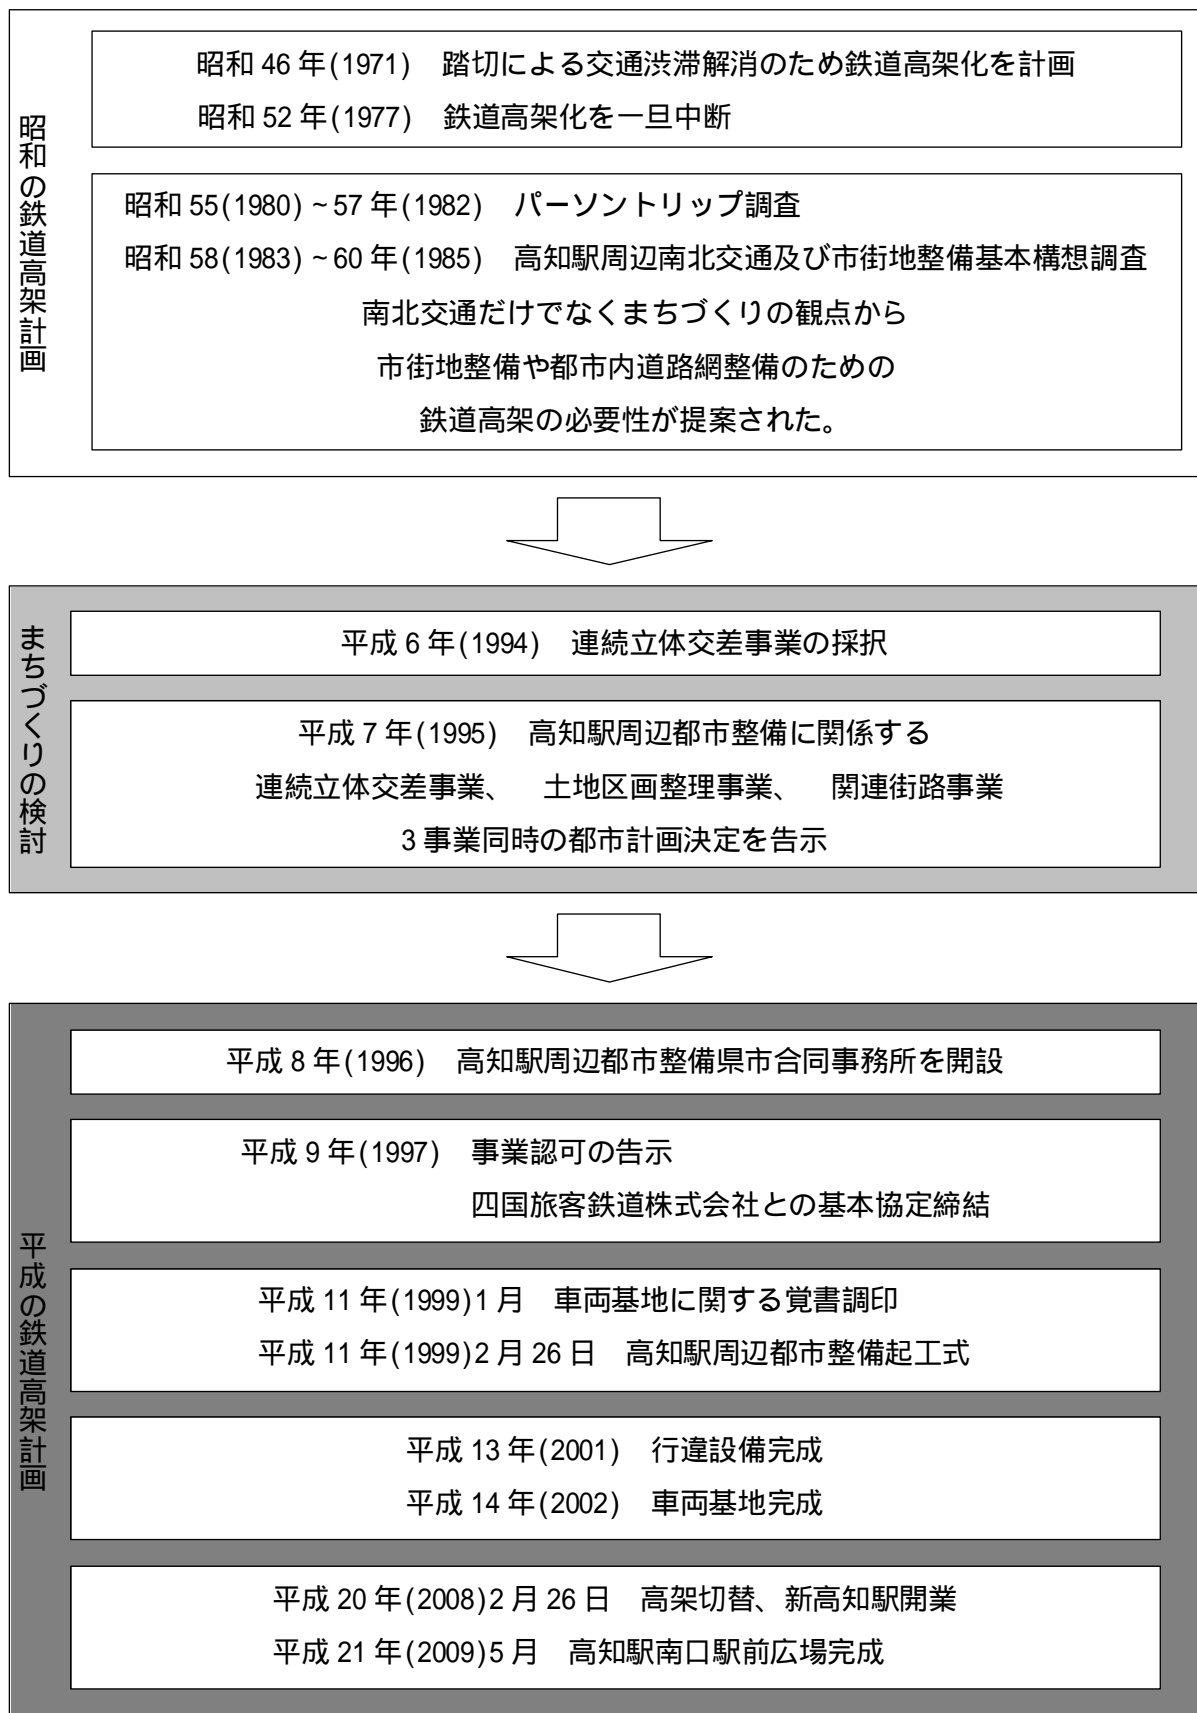 昭和の鉄道高架計画
昭和 46 年(1971)　踏切による交通渋滞解消のため鉄道高架化を計画
昭和 52 年(1977)　鉄道高架化を一旦中断
昭和 55(1980) ~ 57 年(1982)　パーソントリップ調査
昭和 58(1983) ~ 60 年(1985)　高知駅周辺南北交通及び市街地整備基本構想調査
南北交通だけでなくまちづくりの観点から
市街地整備や都市内道路網整備のための
鉄道高架の必要性が提案された。
まちづくりの検討
平成 6 年(1994)　連続立体交差事業の採択
平成 7 年(1995)　高知駅周辺都市整備に関係する
連続立体交差事業、　土地区画整理事業、　関連街路事業
3 事業同時の都市計画決定を告示
平成の鉄道高架計画
平成 8 年(1996)　高知駅周辺都市整備県市合同事務所を開設
平成 9 年(1997)　事業認可の告示
四国旅客鉄道株式会社との基本協定締結
平成 11 年(1999)1 月　車両基地に関する覚書調印
平成 11 年(1999)2 月 26 日　高知駅周辺都市整備起工式
平成 13 年(2001)　行違設備完成
平成 14 年(2002)　車両基地完成
平成 20 年(2008)2 月 26 日　高架切替、新高知駅開業
平成 21 年(2009)5 月　高知駅南口駅前広場完成